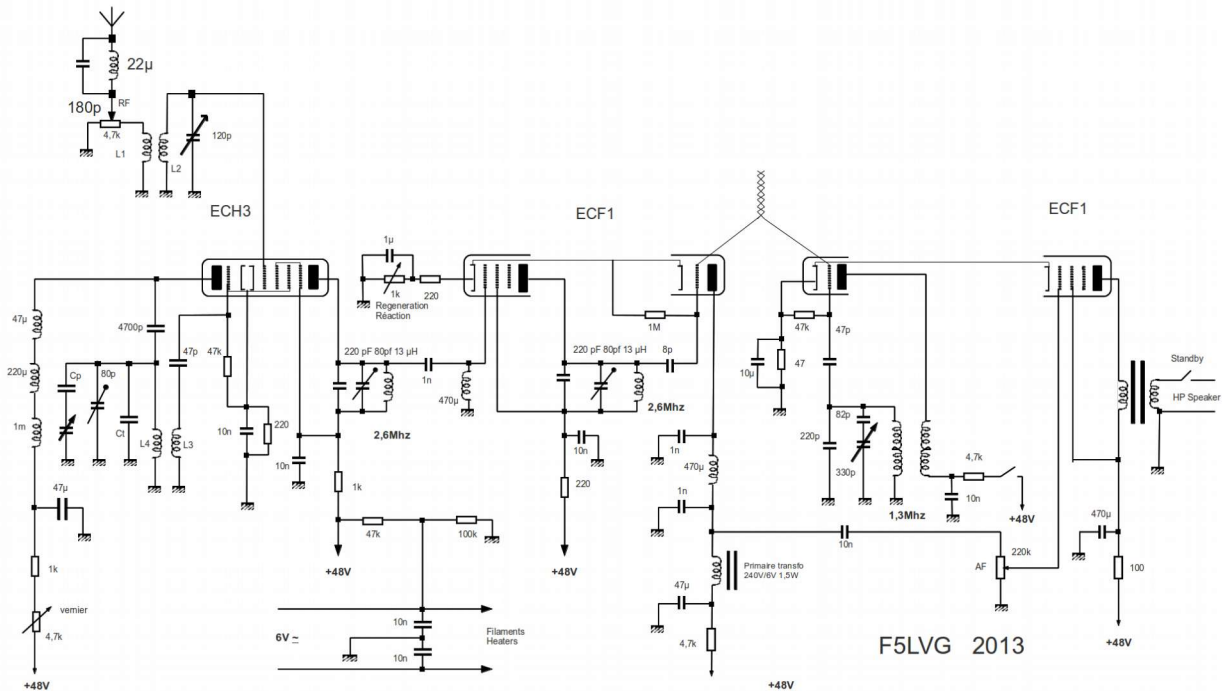 22µ
180p
RF
4,7k
L1
L2
120p
ECH3
ECF1
ECF1
47µ
220µ
1m
4700p
Cp
80p
Ct
47p
L4
L3
47k
10n
220
10n
1µ
1k
220
Regeneration
Réaction
220 pF 80pf 13 µH
1n
470µ
2,6Mhz
1k
47k
100k
+48V
1M
220 pF 80pf 13 µH
8p
2,6Mhz
10n
220
+48V
1n
470µ
1n
47k
47p
10µ
47
82p
220p
330p
1,3Mhz
4,7k
10n
+48V
Standby
HP Speaker
47µ
1k
vernier
4,7k
+48V
6V =
10n
10n
Filaments
Heaters
10n
Primaire transfo
240V/6V 1,5W
47µ
4,7k
+48V
220k
AF
470µ
100
+48V
F5LVG 2013